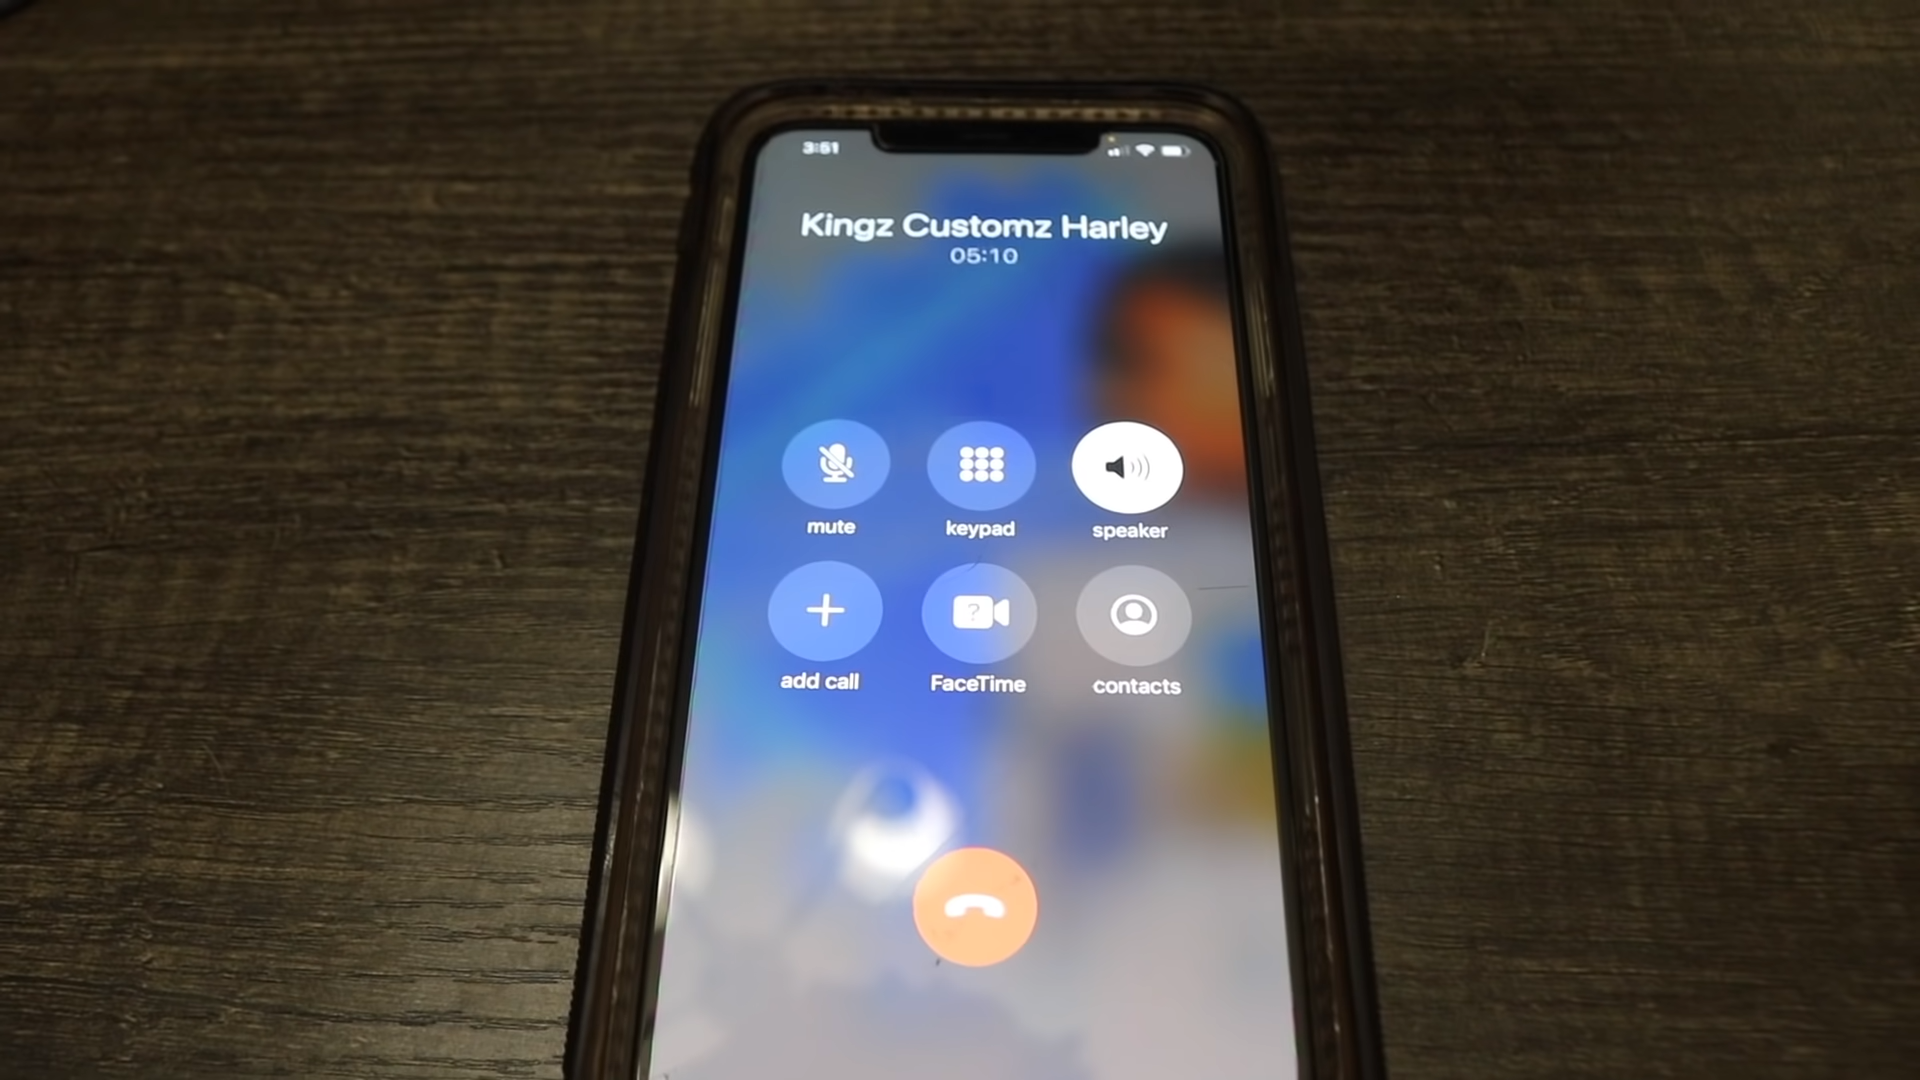 3:51
Kingz Customz Harley
05:10
mute
keypad
speaker
?
add call
FaceTime
contacts